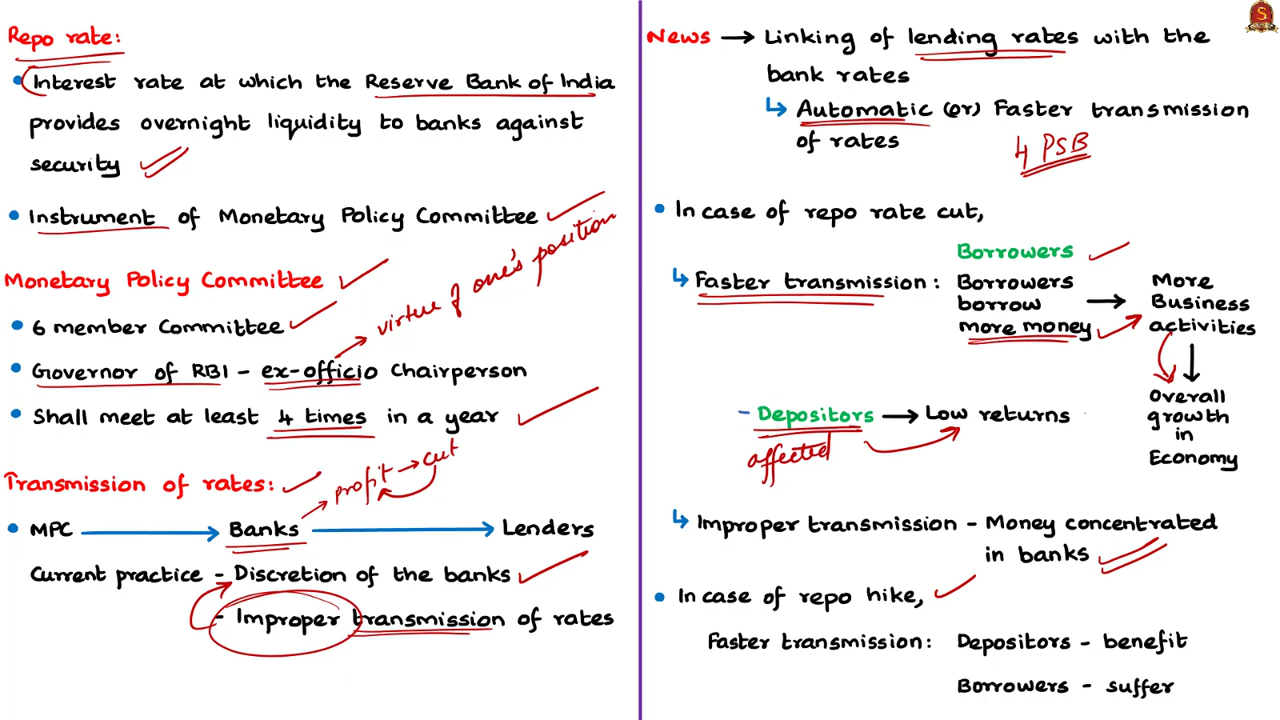 Repo rate:
• Interest rate at which the Reserve Bank of India
provides overnight liquidity to banks against
security
• Instrument of Monetary Policy Committee
Monetary Policy Committee
• 6 member Committee
virtue of one's position
• Governor of RBI - ex-officio Chairperson
• Shall meet at least 4 times in a year
Transmission of rates:
profit → cut
• MPC → Banks → Lenders
Current practice - Discretion of the banks
- Improper transmission of rates
News → Linking of lending rates with the
bank rates
↳ Automatic (or) Faster transmission
of rates
4 PSB
• In case of repo rate cut,
Borrowers
↳ Faster transmission: Borrowers
borrow
more money
→ More
Business
activities
↓
Overall
growth
in
Economy
- Depositors → Low returns
affected
↳ Improper transmission - Money concentrated
in banks
• In case of repo hike,
Faster transmission: Depositors - benefit
Borrowers - suffer
S